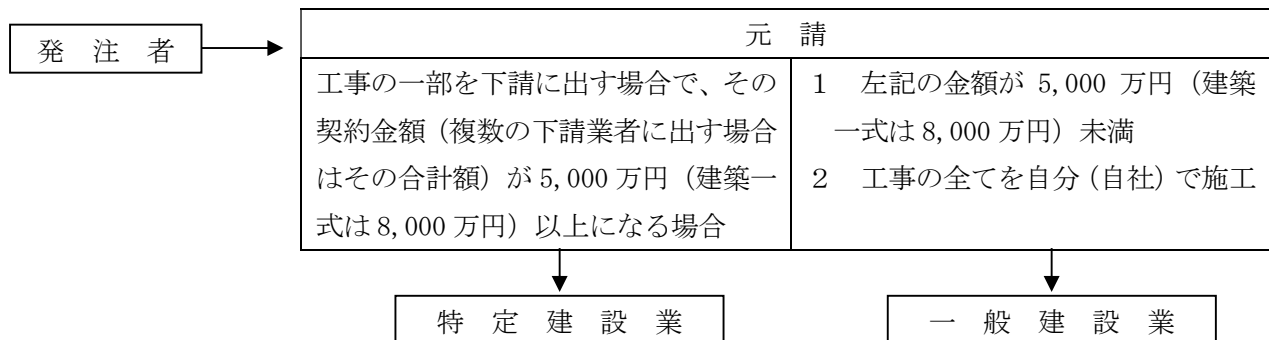 発注者
元請
工事の一部を下請に出す場合で、その
契約金額（複数の下請業者に出す場合
はその合計額）が5,000万円（建築一
式は8,000万円）以上になる場合
1 左記の金額が 5,000 万円（建築
一式は8,000万円）未満
2 工事の全てを自分（自社）で施工
特定建設業
一般建設業